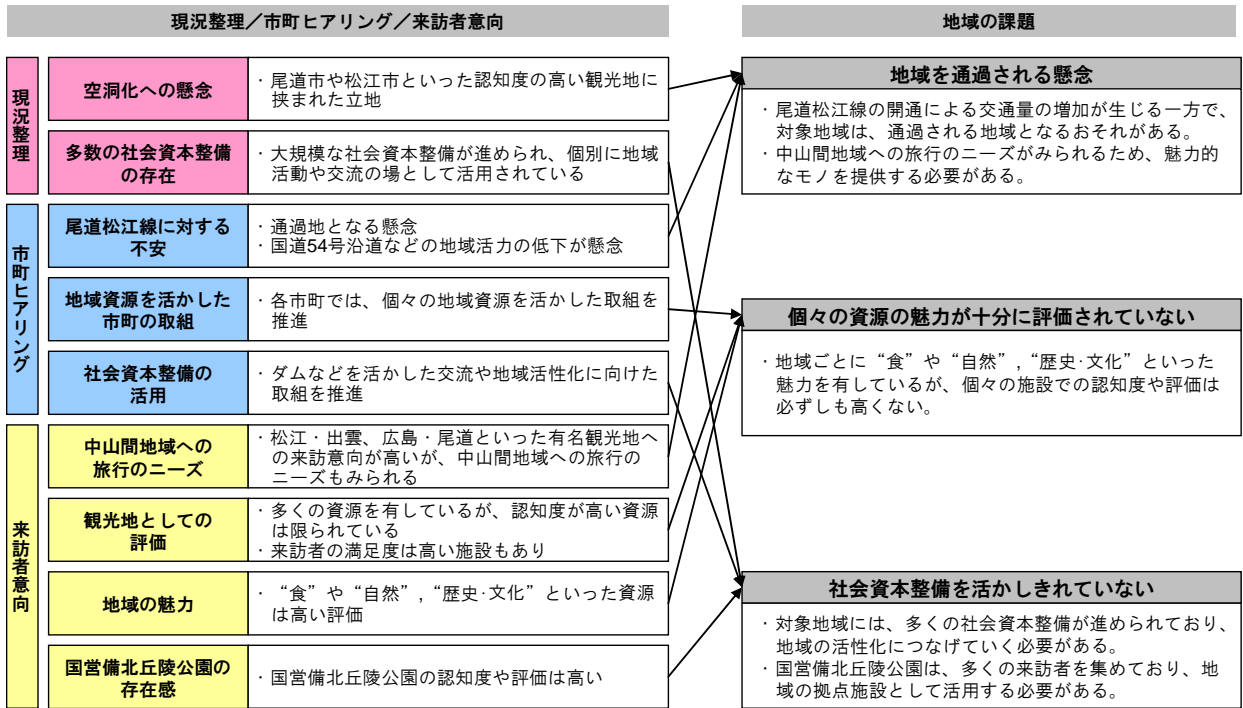 現況整理／市町ヒアリング／来訪者意向
地域の課題
現況整理
空洞化への懸念
・尾道市や松江市といった認知度の高い観光地に
挟まれた立地
多数の社会資本整備
の存在
・大規模な社会資本整備が進められ、個別に地域
活動や交流の場として活用されている
市町ヒアリング
尾道松江線に対する
不安
・通過地となる懸念
・国道54号沿道などの地域活力の低下が懸念
地域資源を活かした
市町の取組
・各市町では、個々の地域資源を活かした取組を
推進
社会資本整備の
活用
・ダムなどを活かした交流や地域活性化に向けた
取組を推進
来訪者意向
中山間地域への
旅行のニーズ
・松江・出雲、広島・尾道といった有名観光地へ
の来訪意向が高いが、中山間地域への旅行の
ニーズもみられる
観光地としての
評価
・多くの資源を有しているが、認知度が高い資源
は限られている
・来訪者の満足度は高い施設もあり
地域の魅力
・“食”や“自然”,“歴史･文化”といった資源
は高い評価
国営備北丘陵公園の
存在感
・国営備北丘陵公園の認知度や評価は高い
地域を通過される懸念
・尾道松江線の開通による交通量の増加が生じる一方で、
対象地域は、通過される地域となるおそれがある。
・中山間地域への旅行のニーズがみられるため、魅力的
なモノを提供する必要がある。
個々の資源の魅力が十分に評価されていない
・地域ごとに“食”や“自然”,“歴史･文化”といった
魅力を有しているが、個々の施設での認知度や評価は
必ずしも高くない。
社会資本整備を活かしきれていない
・対象地域には、多くの社会資本整備が進められており、
地域の活性化につなげていく必要がある。
・国営備北丘陵公園は、多くの来訪者を集めており、地
域の拠点施設として活用する必要がある。